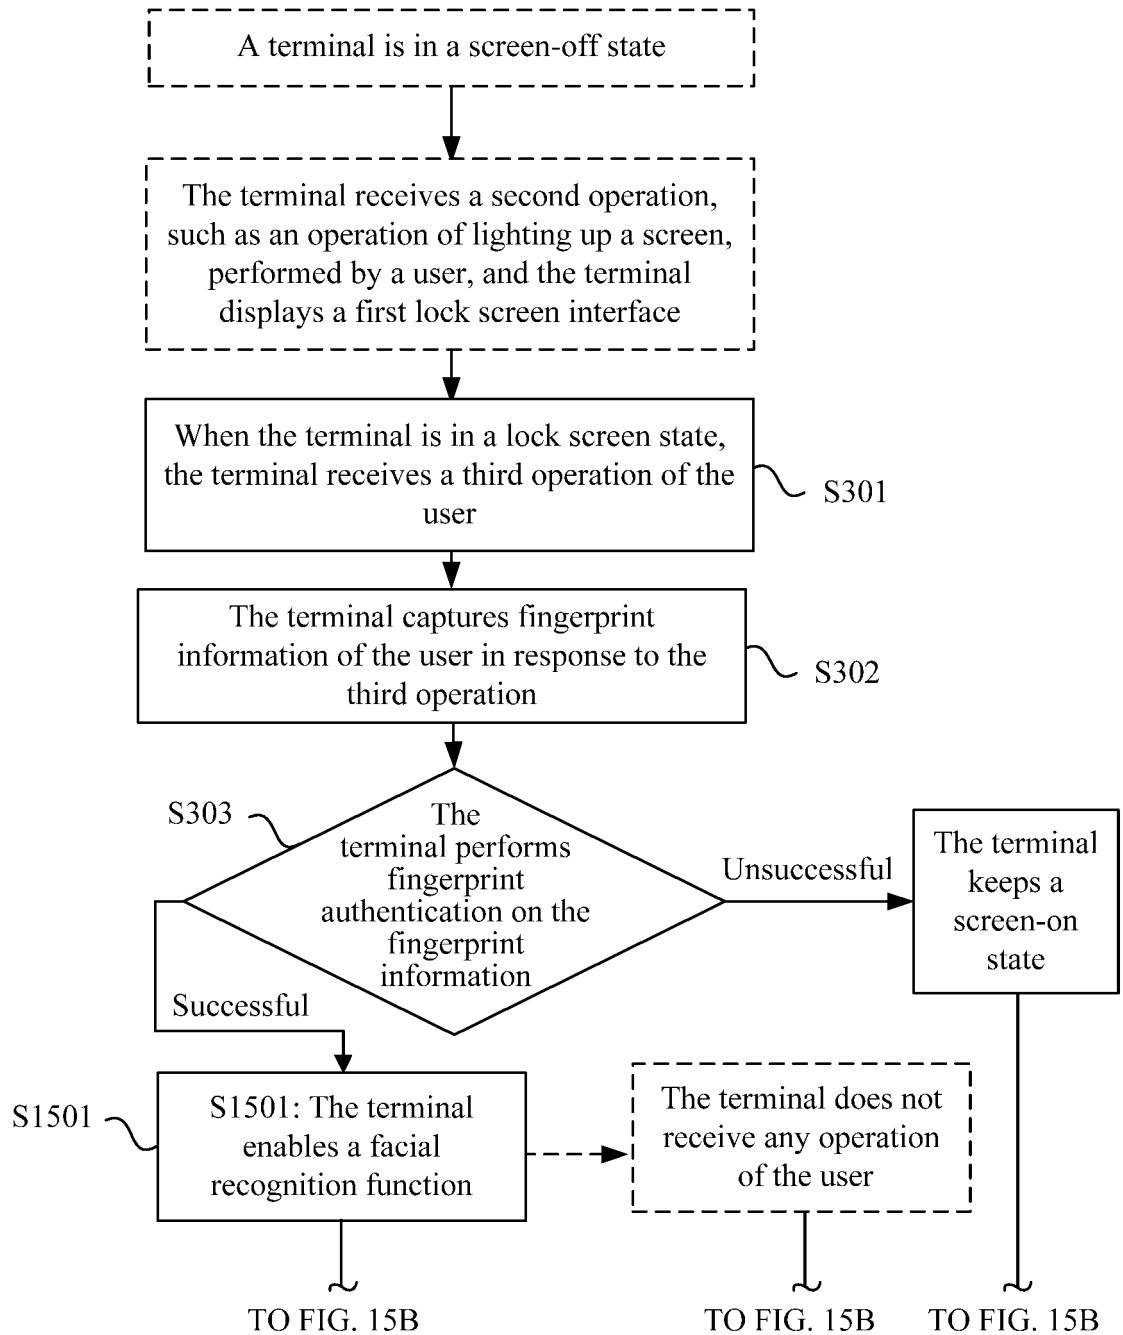 A terminal is in a screen-off state
The terminal receives a second operation,
such as an operation of lighting up a screen,
performed by a user, and the terminal
displays a first lock screen interface
When the terminal is in a lock screen state,
the terminal receives a third operation of the
user
S301
The terminal captures fingerprint
information of the user in response to the
third operation
S302
S303
The
terminal performs
fingerprint
authentication on the
fingerprint
information
Unsuccessful
The terminal
keeps a
screen-on
state
Successful
S1501
S1501: The terminal
enables a facial
recognition function
The terminal does not
receive any operation
of the user
TO FIG. 15B
TO FIG. 15B
TO FIG. 15B